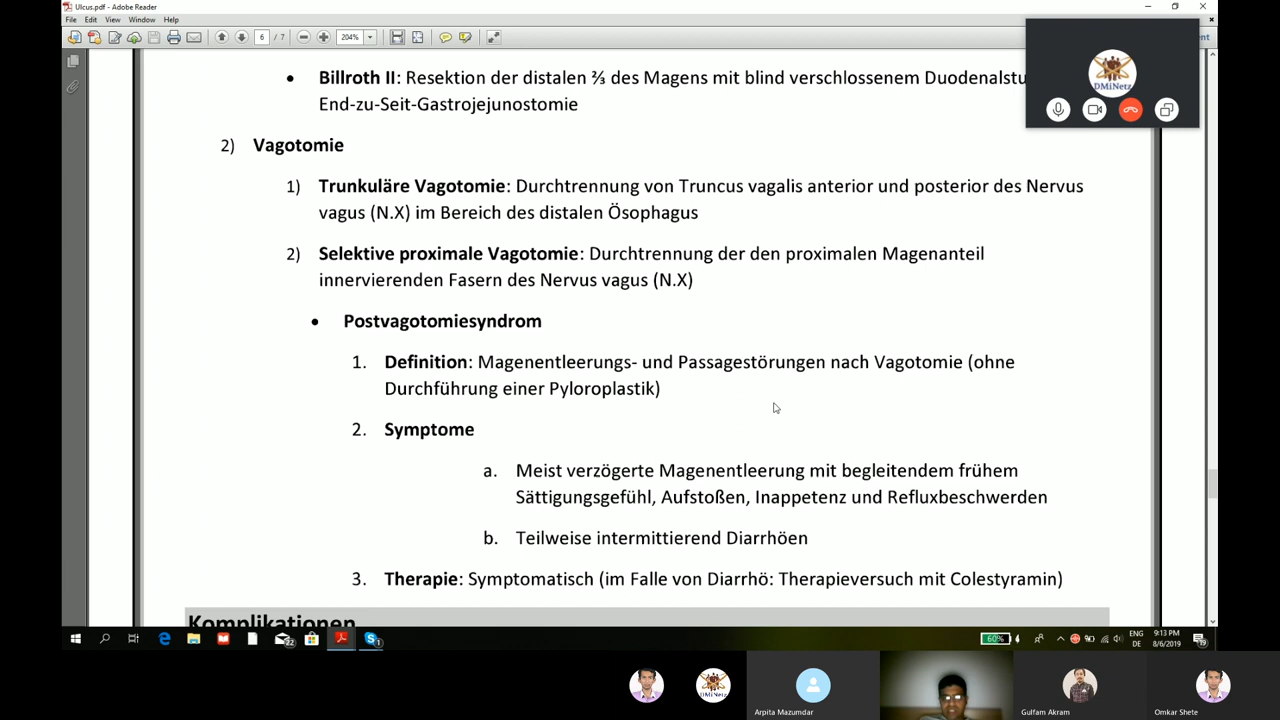 Ulcus.pdf - Adobe Reader
File Edit View Window Help
6 / 7 204%
Billroth II: Resektion der distalen ⅔ des Magens mit blind verschlossenem
End-zu-Seit-Gastrojejunostomie
2) Vagotomie
1) Trunkuläre Vagotomie: Durchtrennung von Truncus vagalis anterior und posterior des Nervus
vagus (N.X) im Bereich des distalen Ösophagus
2) Selektive proximale Vagotomie: Durchtrennung der den proximalen Magenanteil
innervierenden Fasern des Nervus vagus (N.X)
• Postvagotomiesyndrom
1. Definition: Magenentleerungs- und Passagestörungen nach Vagotomie (ohne
Durchführung einer Pyloroplastik)
2. Symptome
a. Meist verzögerte Magenentleerung mit begleitendem frühem
Sättigungsgefühl, Aufstoßen, Inappetenz und Refluxbeschwerden
b. Teilweise intermittierend Diarrhöen
3. Therapie: Symptomatisch (im Falle von Diarrhö: Therapieversuch mit Colestyramin)
Komplikationen
DMiNetz
60%
ENG
DE
9:13 PM
8/6/2019
Arpita Mazumdar
Gulfam Akram
Omkar Shete